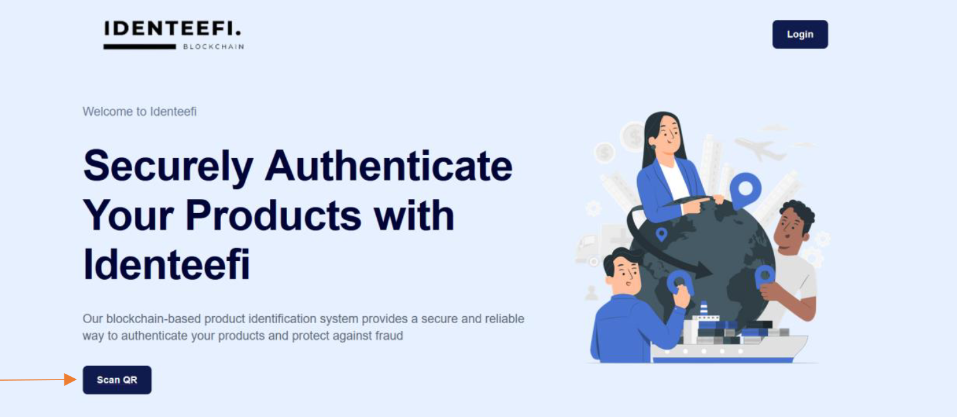 IDENTEEFI.
BLOCKCHAIN
Login
Welcome to Identeefi
Securely Authenticate
Your Products with
Identeefi
Our blockchain-based product identification system provides a secure and reliable
way to authenticate your products and protect against fraud
Scan QR